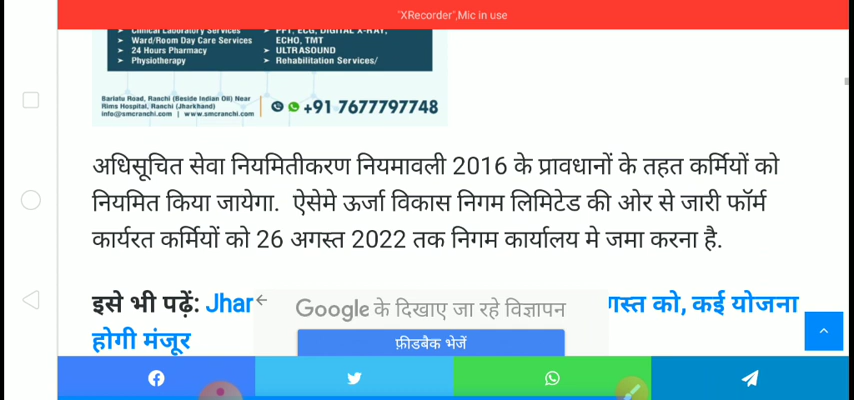 "XRecorder",Mic in use
➤ Clinical Laboratory Services ➤ PFT, ECG, DIGITAL X-RAY,
➤ Ward/Room Day Care Services ECHO, TMT
➤ 24 Hours Pharmacy ➤ ULTRASOUND
➤ Physiotherapy ➤ Rehabilitation Services/
Bariatu Road, Ranchi (Beside Indian Oil) Near
Rims Hospital, Ranchi (Jharkhand)
info@smcranchi.com | www.smcranchi.com
+91 7677797748
अधिसूचित सेवा नियमितीकरण नियमावली 2016 के प्रावधानों के तहत कर्मियों को
नियमित किया जायेगा. ऐसेमे ऊर्जा विकास निगम लिमिटेड की ओर से जारी फॉर्म
कार्यरत कर्मियों को 26 अगस्त 2022 तक निगम कार्यालय मे जमा करना है.
इसे भी पढ़ें: Jhar गस्त को, कई योजना
होगी मंजूर
Google के दिखाए जा रहे विज्ञापन
फ़ीडबैक भेजें